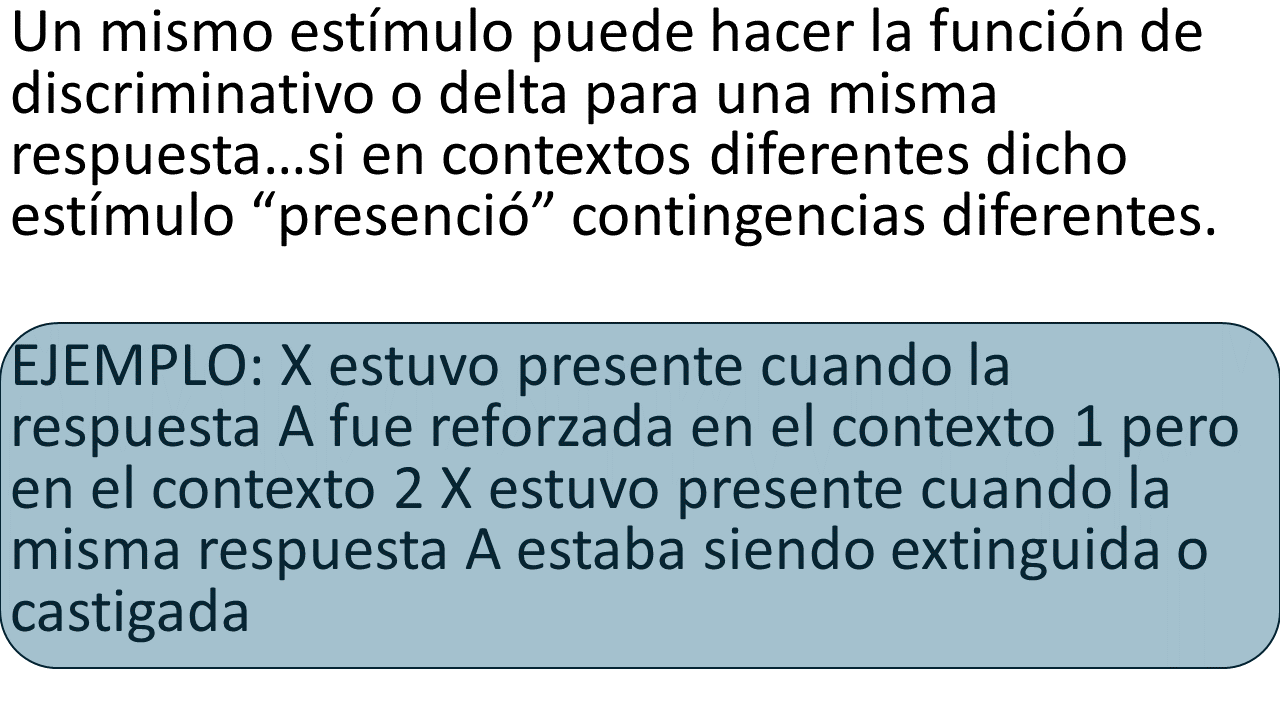 Un mismo estímulo puede hacer la función de
discriminativo o delta para una misma
respuesta…si en contextos diferentes dicho
estímulo “presenció” contingencias diferentes.
EJEMPLO: X estuvo presente cuando la
respuesta A fue reforzada en el contexto 1 pero
en el contexto 2 X estuvo presente cuando la
misma respuesta A estaba siendo extinguida o
castigada